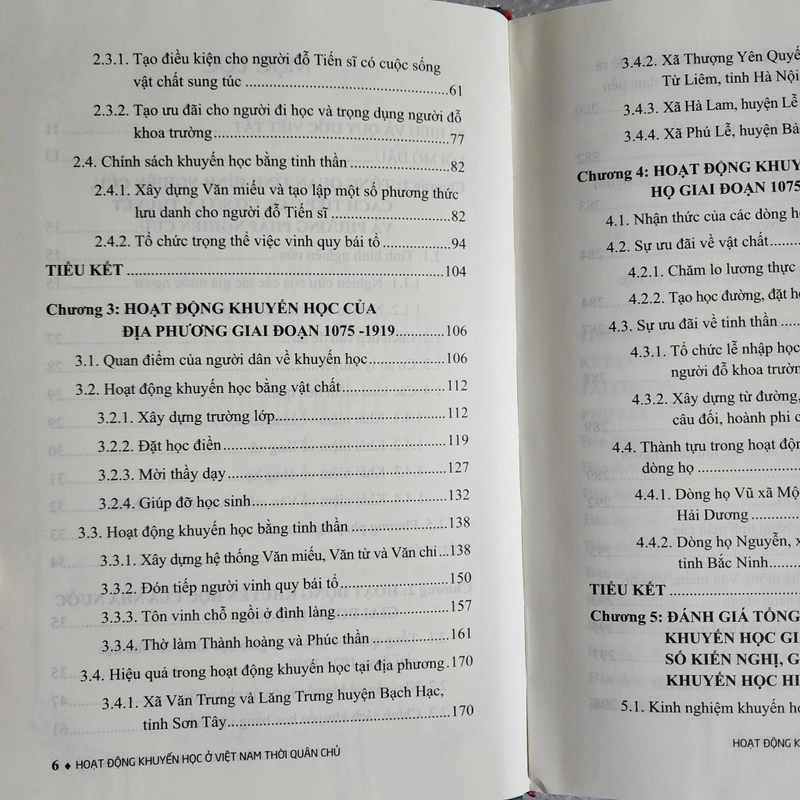 2.3.1. Tạo điều kiện cho người đỗ Tiến sĩ có cuộc sống
vật chất sung túc ........ 61
2.3.2. Tạo ưu đãi cho người đi học và trọng dụng người đỗ
khoa trường ........ 77
2.4. Chính sách khuyến học bằng tinh thần ........ 82
2.4.1. Xây dựng Văn miếu và tạo lập một số phương thức
lưu danh cho người đỗ Tiến sĩ ........ 82
2.4.2. Tổ chức trọng thể việc vinh quy bái tổ ........ 94
TIỂU KẾT ........ 104
Chương 3: HOẠT ĐỘNG KHUYẾN HỌC CỦA
ĐỊA PHƯƠNG GIAI ĐOẠN 1075 -1919 ........ 106
3.1. Quan điểm của người dân về khuyến học ........ 106
3.2. Hoạt động khuyến học bằng vật chất ........ 112
3.2.1. Xây dựng trường lớp ........ 112
3.2.2. Đặt học điền ........ 119
3.2.3. Mời thầy dạy ........ 127
3.2.4. Giúp đỡ học sinh ........ 132
3.3. Hoạt động khuyến học bằng tinh thần ........ 138
3.3.1. Xây dựng hệ thống Văn miếu, Văn từ và Văn chỉ ..138
3.3.2. Đón tiếp người vinh quy bái tổ ........ 150
3.3.3. Tôn vinh chỗ ngồi ở đình làng ........ 157
3.3.4. Thờ làm Thành hoàng và Phúc thần ........ 161
3.4. Hiệu quả trong hoạt động khuyến học tại địa phương .170
3.4.1. Xã Văn Trưng và Lăng Trưng huyện Bạch Hạc,
tỉnh Sơn Tây ........ 170
6 ♦ HOẠT ĐỘNG KHUYẾN HỌC Ở VIỆT NAM THỜI QUÂN CHỦ
3.4.2. Xã Thượng Yên Quyế
Từ Liêm, tỉnh Hà Nội
3.4.3. Xã Hà Lam, huyện Lễ
3.4.4. Xã Phú Lễ, huyện Bả
Chương 4: HOẠT ĐỘNG KHUY
HỌ GIAI ĐOẠN 1075
4.1. Nhận thức của các dòng họ
4.2. Sự ưu đãi về vật chất ........
4.2.1. Chăm lo lương thực
4.2.2. Tạo học đường, đặt h
4.3. Sự ưu đãi về tinh thần ........
4.3.1. Tổ chức lễ nhập học
người đỗ khoa trườn
4.3.2. Xây dựng từ đường,
câu đối, hoành phi c
4.4. Thành tựu trong hoạt độn
dòng họ ........
4.4.1. Dòng họ Vũ xã Mộ
Hải Dương ........
4.4.2. Dòng họ Nguyễn, x
tỉnh Bắc Ninh ........
TIỂU KẾT ........
Chương 5: ĐÁNH GIÁ TỔNG
KHUYẾN HỌC GI
SỐ KIẾN NGHỊ, G
KHUYẾN HỌC HI
5.1. Kinh nghiệm khuyến họ
HOẠT ĐỘNG K